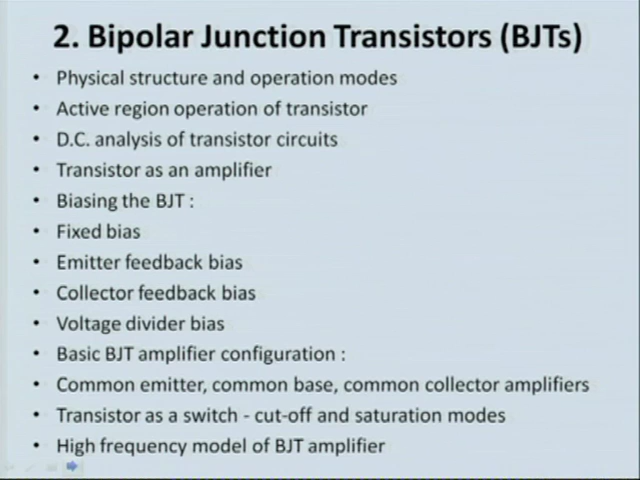 2. Bipolar Junction Transistors (BJTs)
• Physical structure and operation modes
• Active region operation of transistor
• D.C. analysis of transistor circuits
• Transistor as an amplifier
• Biasing the BJT :
• Fixed bias
• Emitter feedback bias
• Collector feedback bias
• Voltage divider bias
• Basic BJT amplifier configuration :
• Common emitter, common base, common collector amplifiers
• Transistor as a switch - cut-off and saturation modes
• High frequency model of BJT amplifier